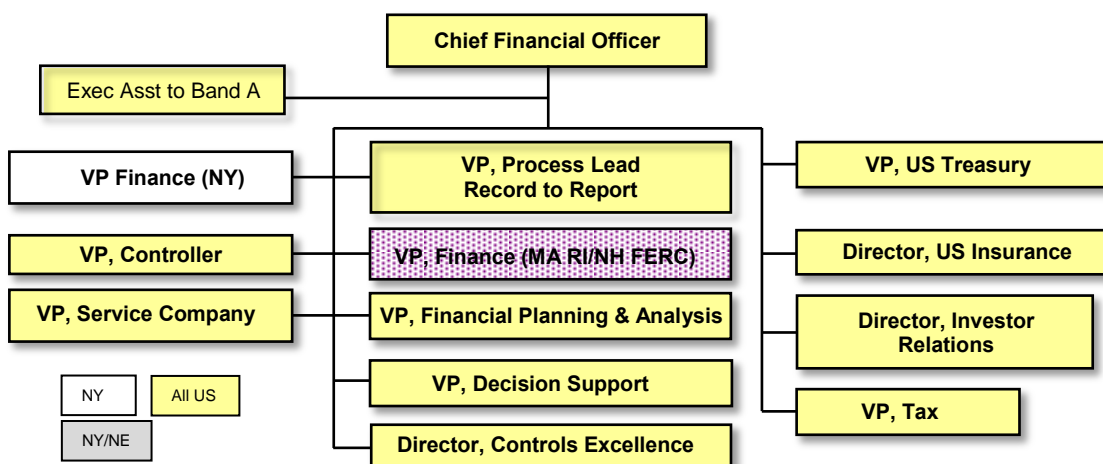 Chief Financial Officer
Exec Asst to Band A
VP Finance (NY)
VP, Process Lead
Record to Report
VP, US Treasury
VP, Controller
VP, Finance (MA RI/NH FERC)
Director, US Insurance
VP, Service Company
VP, Financial Planning & Analysis
Director, Investor
Relations
VP, Decision Support
NY
All US
VP, Tax
NY/NE
Director, Controls Excellence